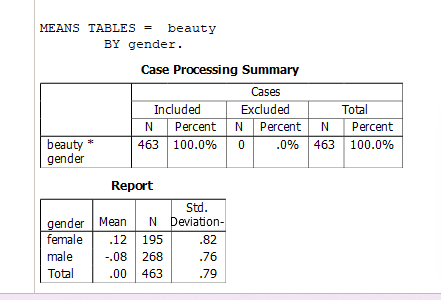 MEANS TABLES = beauty
BY gender.
Case Processing Summary
Cases
Included Excluded Total
N Percent N Percent N Percent
beauty * gender 463 100.0% 0 .0% 463 100.0%
Report
gender Mean N Std. Deviation-
female .12 195 .82
male -.08 268 .76
Total .00 463 .79